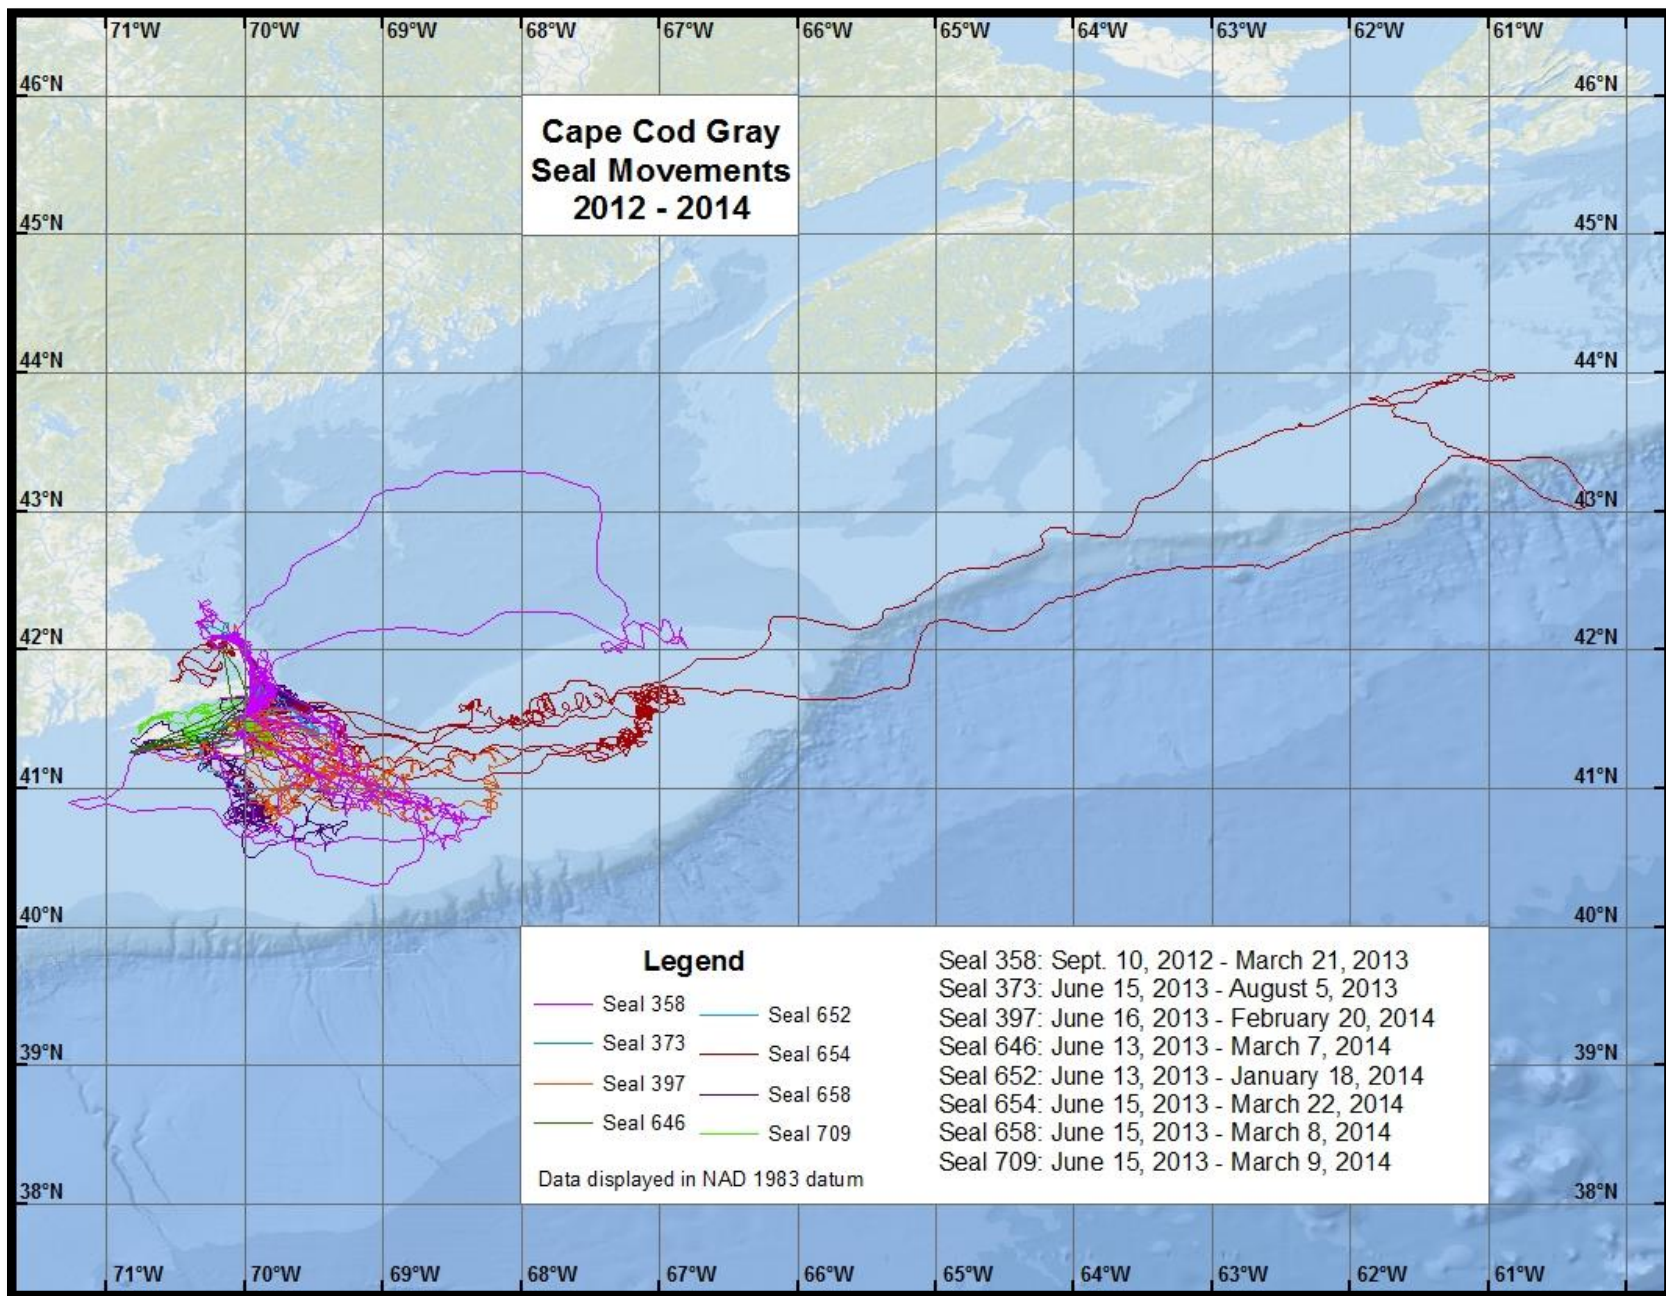 71°W 70°W 69°W 68°W 67°W 66°W 65°W 64°W 63°W 62°W 61°W
46°N 46°N
Cape Cod Gray
Seal Movements
2012 - 2014
45°N 45°N
44°N 44°N
43°N 43°N
42°N 42°N
41°N 41°N
40°N 40°N
Legend
Seal 358
Seal 373
Seal 397
Seal 646
Seal 652
Seal 654
Seal 658
Seal 709
Data displayed in NAD 1983 datum
Seal 358: Sept. 10, 2012 - March 21, 2013
Seal 373: June 15, 2013 - August 5, 2013
Seal 397: June 16, 2013 - February 20, 2014
Seal 646: June 13, 2013 - March 7, 2014
Seal 652: June 13, 2013 - January 18, 2014
Seal 654: June 15, 2013 - March 22, 2014
Seal 658: June 15, 2013 - March 8, 2014
Seal 709: June 15, 2013 - March 9, 2014
39°N 39°N
38°N 38°N
71°W 70°W 69°W 68°W 67°W 66°W 65°W 64°W 63°W 62°W 61°W